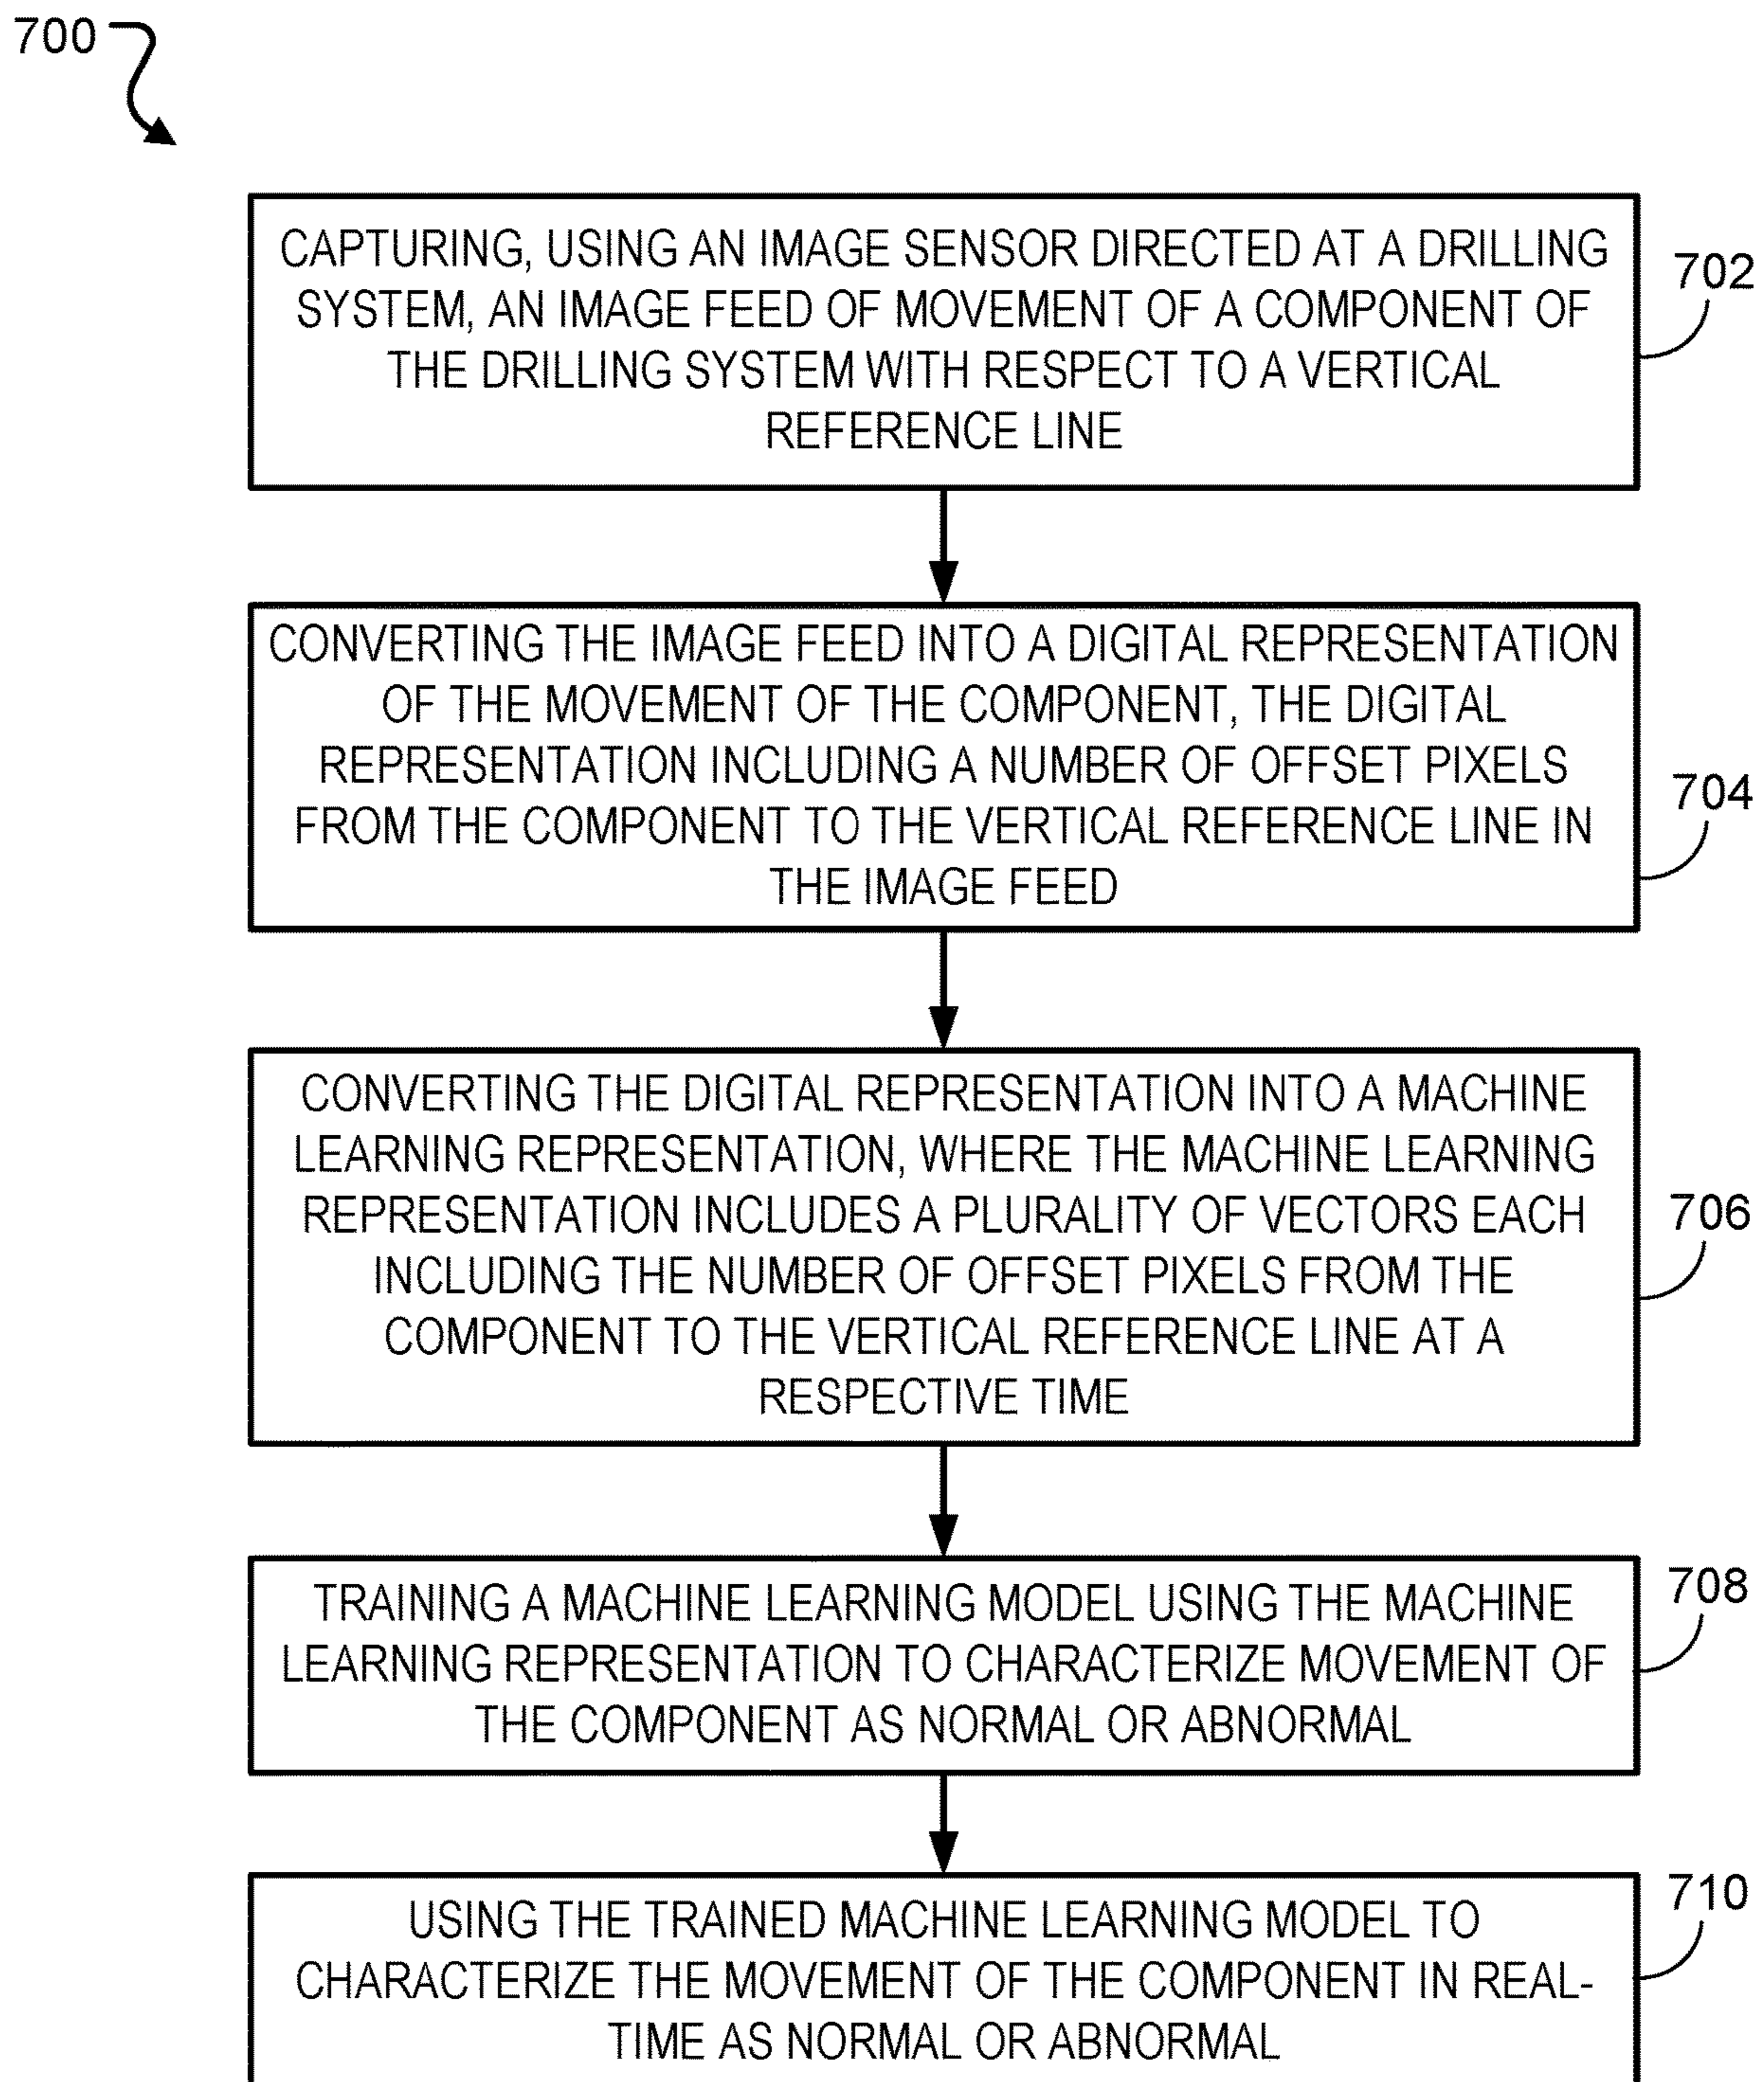 700
CAPTURING, USING AN IMAGE SENSOR DIRECTED AT A DRILLING
SYSTEM, AN IMAGE FEED OF MOVEMENT OF A COMPONENT OF
THE DRILLING SYSTEM WITH RESPECT TO A VERTICAL
REFERENCE LINE
702
CONVERTING THE IMAGE FEED INTO A DIGITAL REPRESENTATION
OF THE MOVEMENT OF THE COMPONENT, THE DIGITAL
REPRESENTATION INCLUDING A NUMBER OF OFFSET PIXELS
FROM THE COMPONENT TO THE VERTICAL REFERENCE LINE IN
THE IMAGE FEED
704
CONVERTING THE DIGITAL REPRESENTATION INTO A MACHINE
LEARNING REPRESENTATION, WHERE THE MACHINE LEARNING
REPRESENTATION INCLUDES A PLURALITY OF VECTORS EACH
INCLUDING THE NUMBER OF OFFSET PIXELS FROM THE
COMPONENT TO THE VERTICAL REFERENCE LINE AT A
RESPECTIVE TIME
706
TRAINING A MACHINE LEARNING MODEL USING THE MACHINE
LEARNING REPRESENTATION TO CHARACTERIZE MOVEMENT OF
THE COMPONENT AS NORMAL OR ABNORMAL
708
USING THE TRAINED MACHINE LEARNING MODEL TO
CHARACTERIZE THE MOVEMENT OF THE COMPONENT IN REAL-
TIME AS NORMAL OR ABNORMAL
710